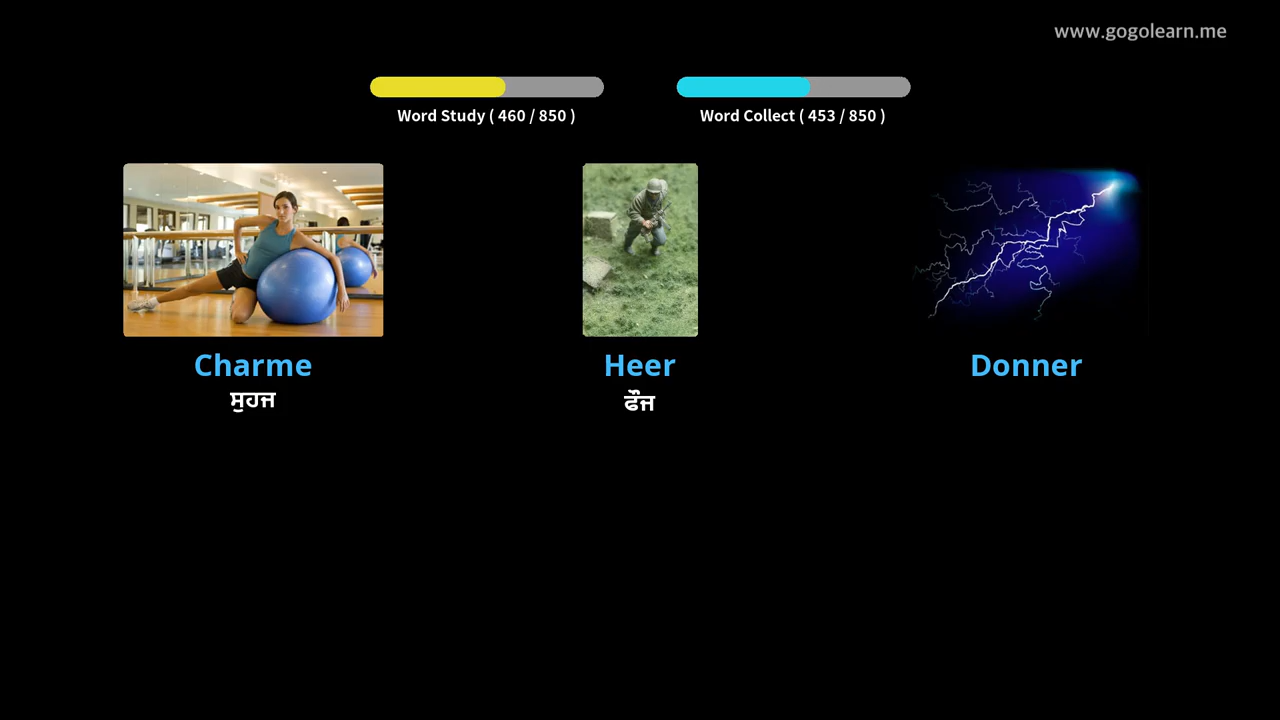 www.gogolearn.me
Word Study ( 460 / 850 )
Word Collect ( 453 / 850 )
Charme
ਸੁਹਜ
Heer
ਫੌਜ
Donner